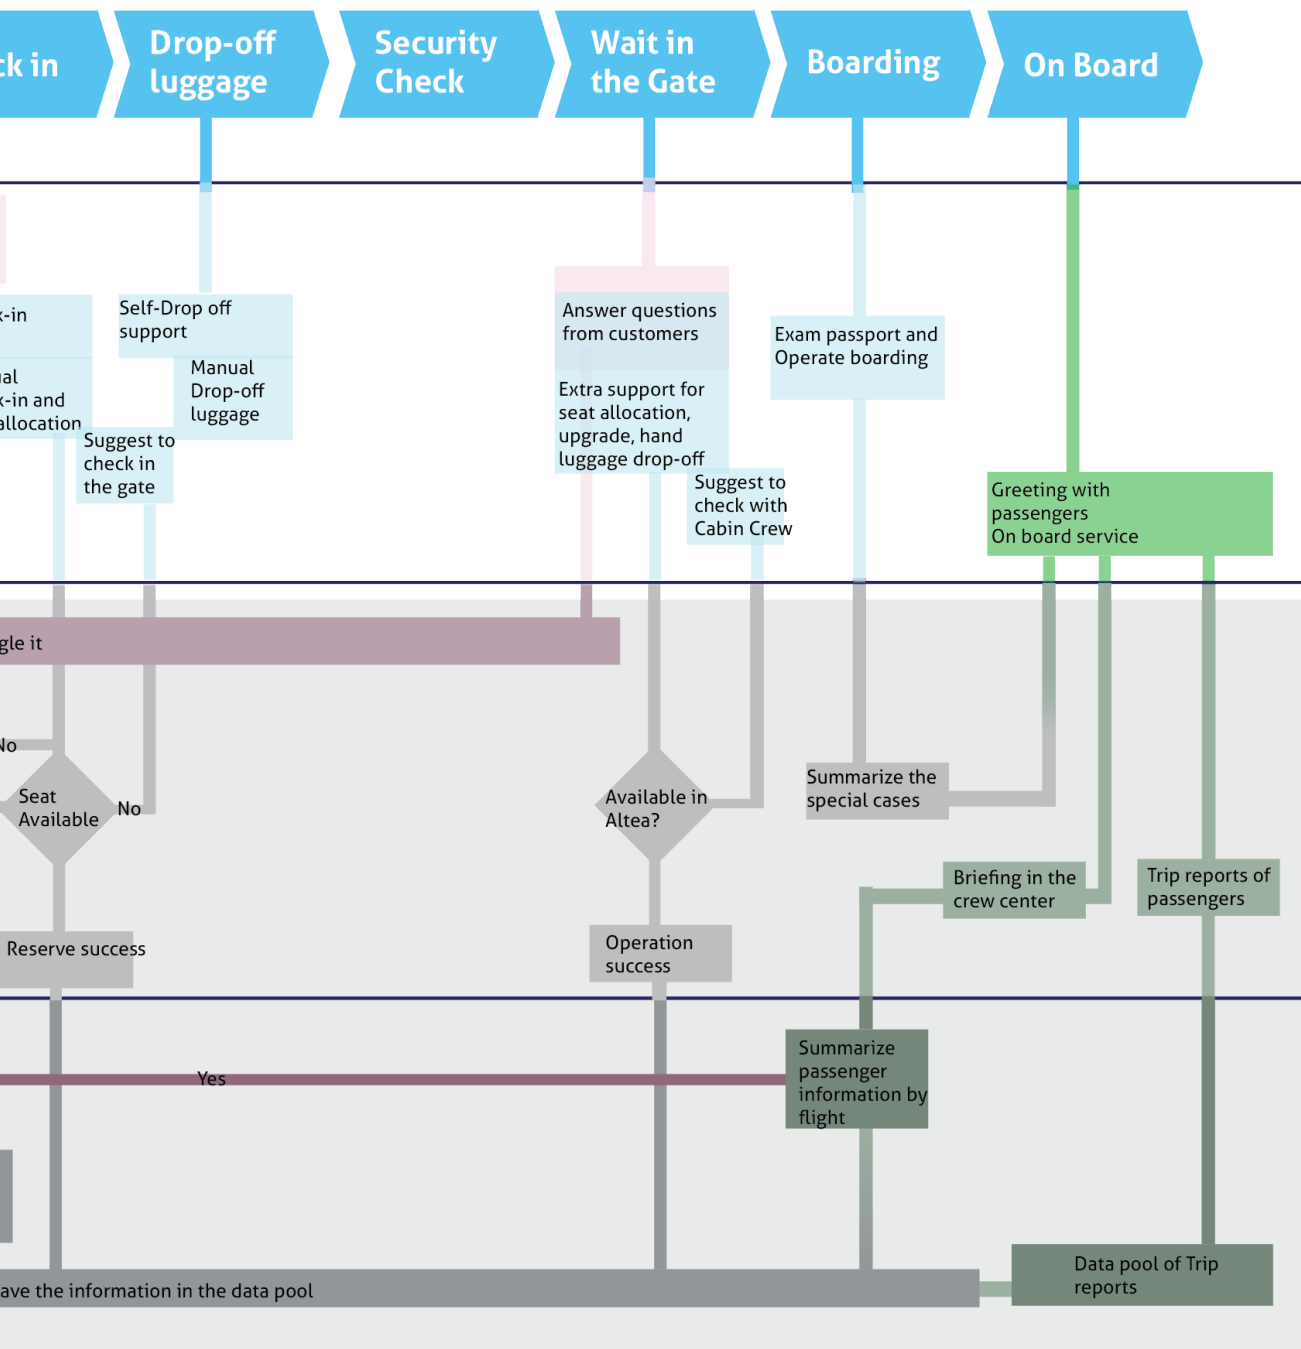 ck in
Drop-off
luggage
Security
Check
Wait in
the Gate
Boarding
On Board
k-in
ual
k-in and
allocation
Self-Drop off
support
Manual
Drop-off
luggage
Suggest to
check in
the gate
Answer questions
from customers
Extra support for
seat allocation,
upgrade, hand
luggage drop-off
Suggest to
check with
Cabin Crew
Exam passport and
Operate boarding
Greeting with
passengers
On board service
gle it
No
Seat
Available
No
Reserve success
Available in
Altea?
Operation
success
Summarize the
special cases
Briefing in the
crew center
Trip reports of
passengers
Yes
Summarize
passenger
information by
flight
ave the information in the data pool
Data pool of Trip
reports